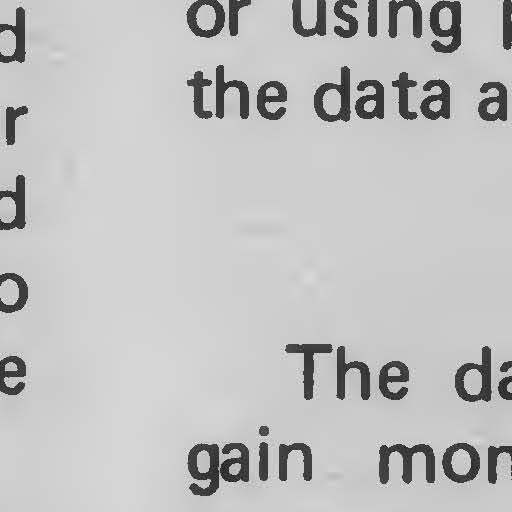 d
r
d
o
e
or using
the data a
The da
gain mon